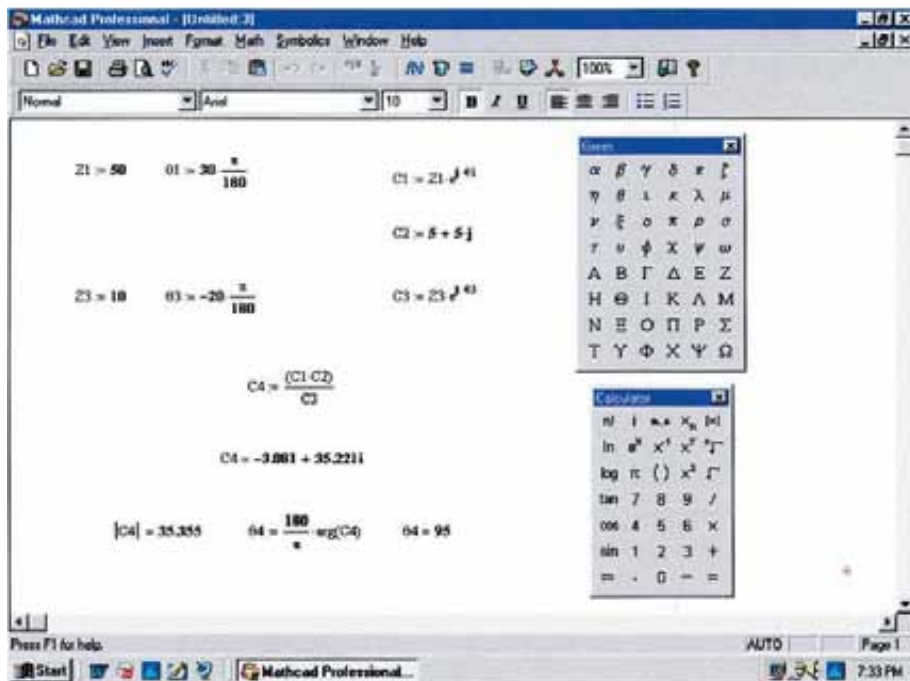 Mathcad Professional - [Untitled:3]
File Edit View Insert Format Math Symbolics Window Help
100%
Normal Arial 10 B I U
Z1 := 50 θ1 := 30·π/180 C1 := Z1·e^j·θ1
C2 := 5 + 5·j
Z3 := 10 θ3 := -20·π/180 C3 := Z3·e^j·θ3
C4 := (C1·C2)/C3
C4 = -3.081 + 35.221i
|C4| = 35.355 θ4 := 180/π·arg(C4) θ4 = 95
Greek
α β γ δ ε ζ
η θ ι κ λ μ
ν ξ ο π ρ σ
τ υ φ χ ψ ω
Α Β Γ Δ Ε Ζ
Η Θ Ι Κ Λ Μ
Ν Ξ Ο Π Ρ Σ
Τ Υ Φ Χ Ψ Ω
Calculator
n! i m..n Xn |×|
ln e^x x^-1 x^y ⁿ√
log π ( ) x^2 √
tan 7 8 9 /
cos 4 5 6 ×
sin 1 2 3 +
:= . 0 − =
Press F1 for help. AUTO Page 1
Start Mathcad Professional... 7:33 PM